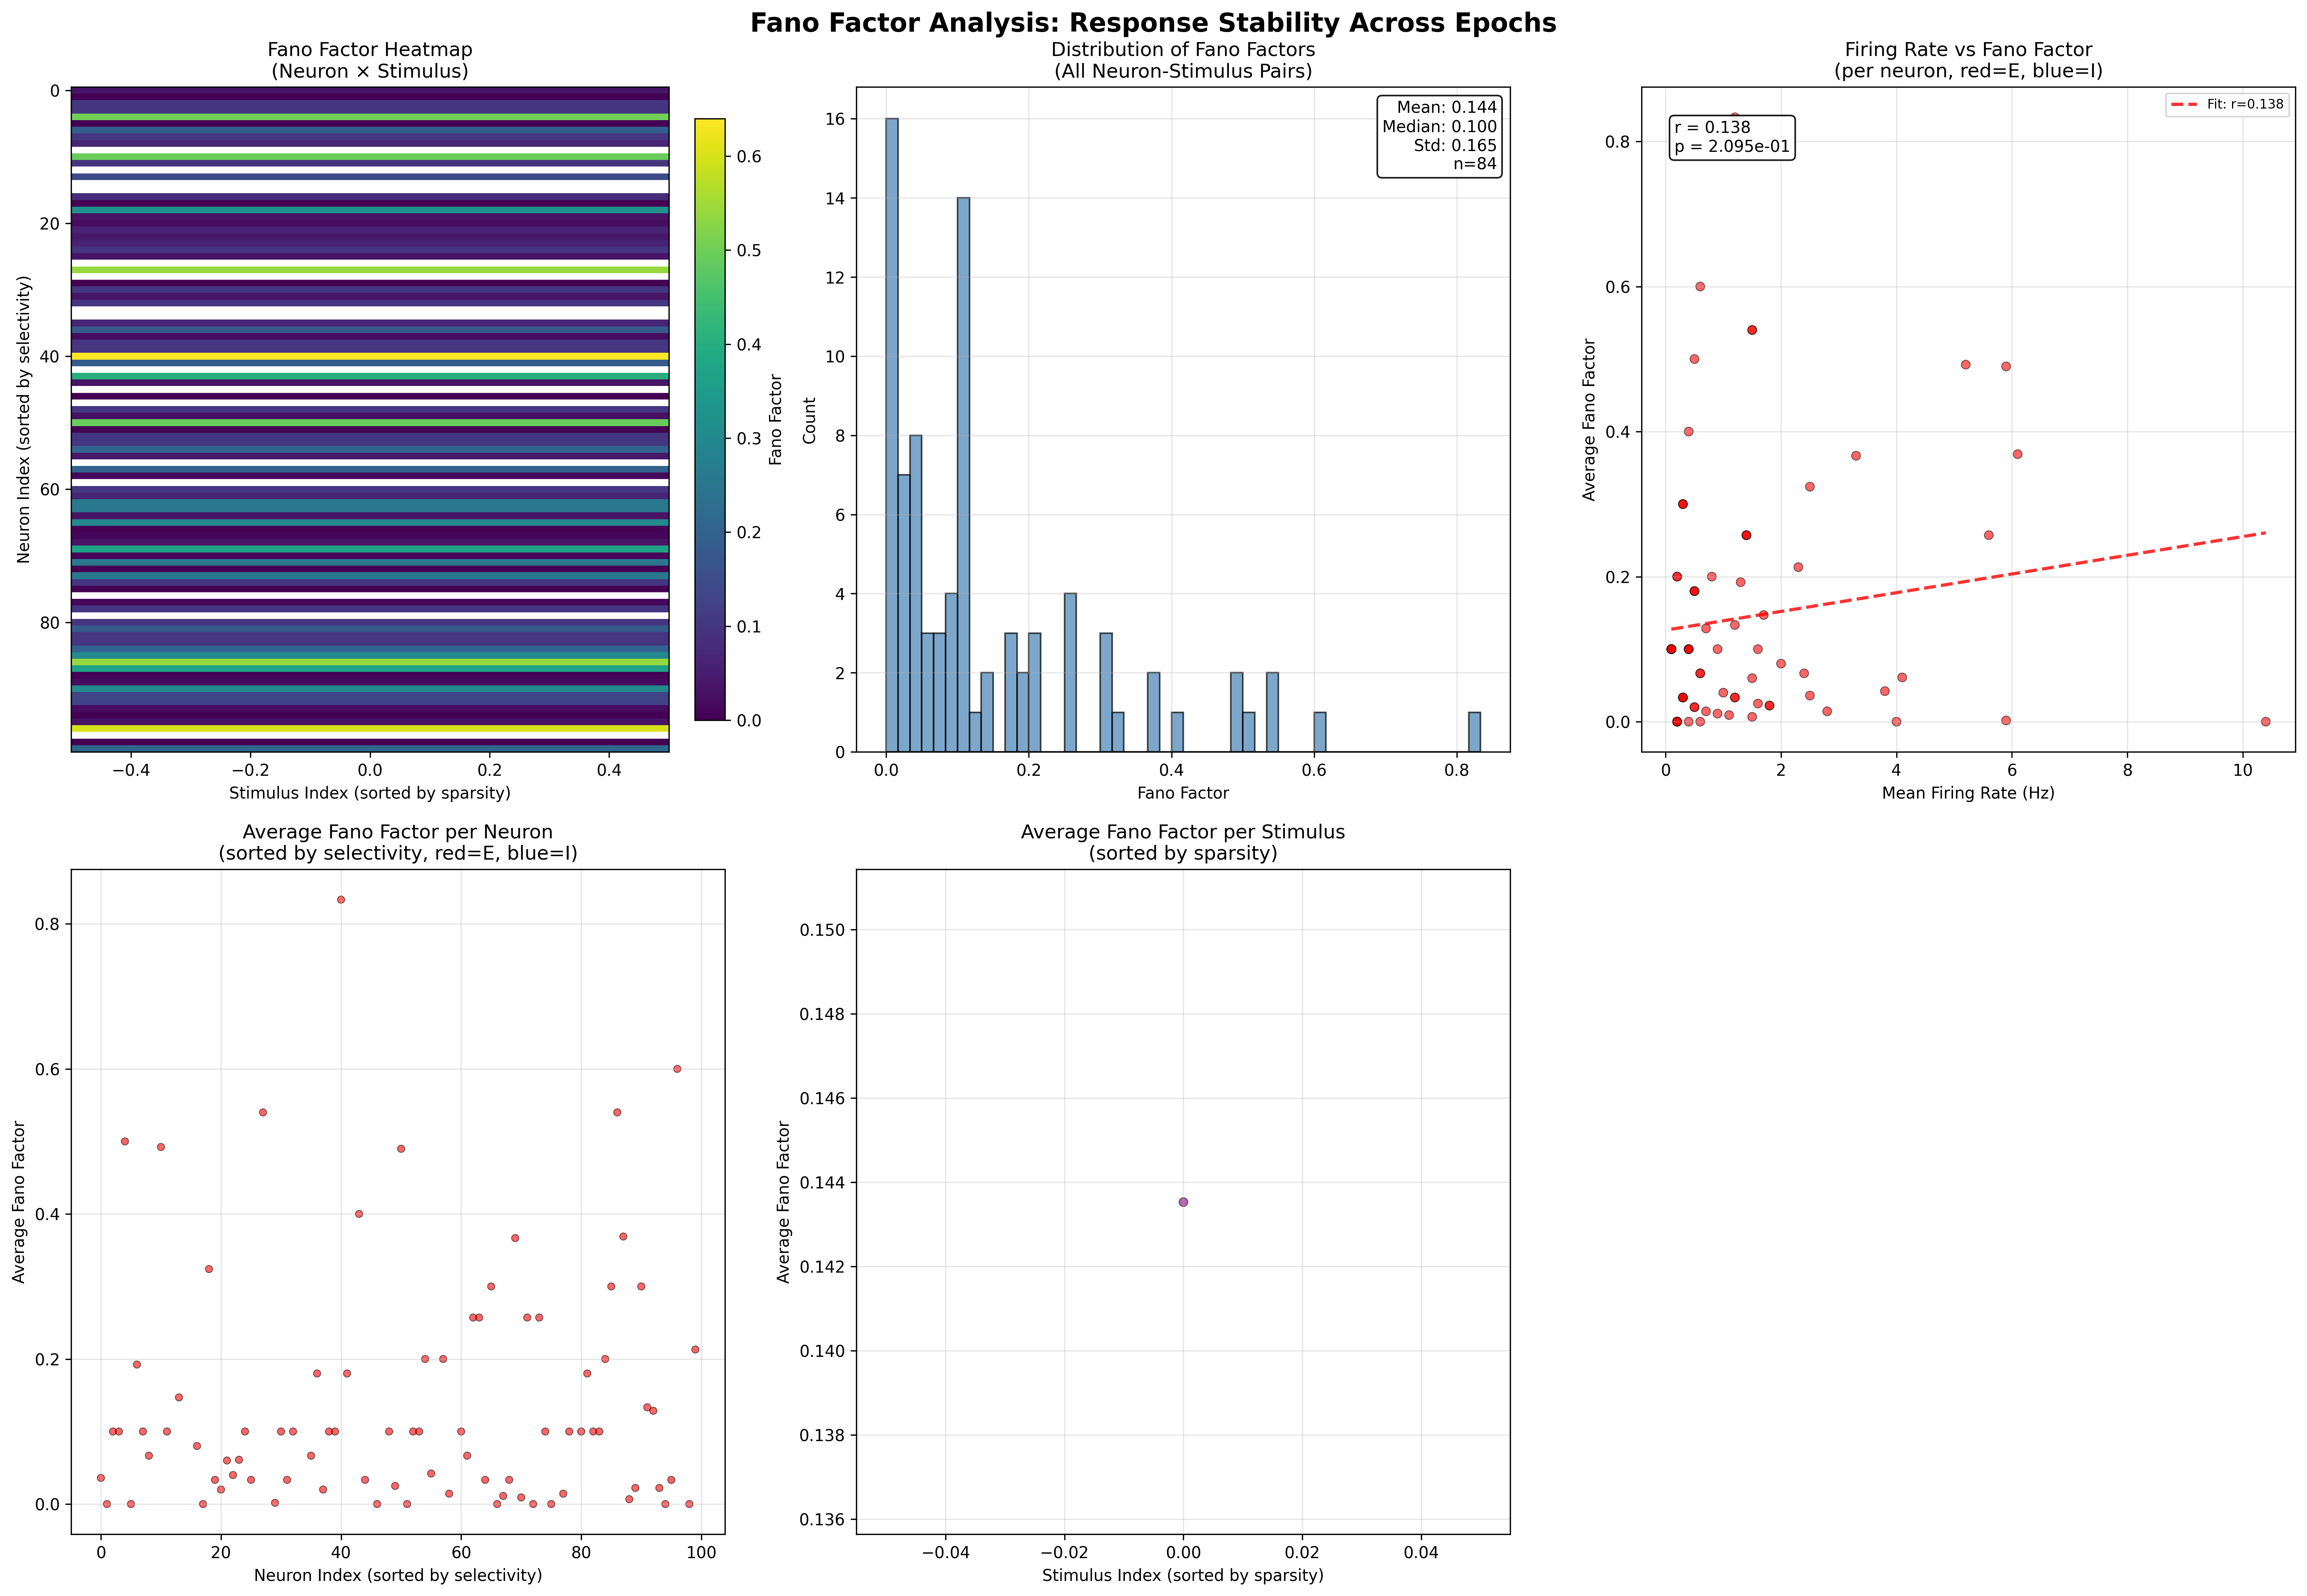 Fano Factor Analysis: Response Stability Across Epochs
Fano Factor Heatmap
(Neuron × Stimulus)
0
20
40
60
80
Neuron Index (sorted by selectivity)
−0.4
−0.2
0.0
0.2
0.4
Stimulus Index (sorted by sparsity)
0.6
0.5
0.4
0.3
0.2
0.1
0.0
Fano Factor
Distribution of Fano Factors
(All Neuron-Stimulus Pairs)
Mean: 0.144
Median: 0.100
Std: 0.165
n=84
16
14
12
10
8
6
4
2
0
Count
0.0
0.2
0.4
0.6
0.8
Fano Factor
Firing Rate vs Fano Factor
(per neuron, red=E, blue=I)
Fit: r=0.138
r = 0.138
p = 2.095e-01
0.8
0.6
0.4
0.2
0.0
Average Fano Factor
0
2
4
6
8
10
Mean Firing Rate (Hz)
Average Fano Factor per Neuron
(sorted by selectivity, red=E, blue=I)
0.8
0.6
0.4
0.2
0.0
Average Fano Factor
0
20
40
60
80
100
Neuron Index (sorted by selectivity)
Average Fano Factor per Stimulus
(sorted by sparsity)
0.150
0.148
0.146
0.144
0.142
0.140
0.138
0.136
Average Fano Factor
−0.04
−0.02
0.00
0.02
0.04
Stimulus Index (sorted by sparsity)